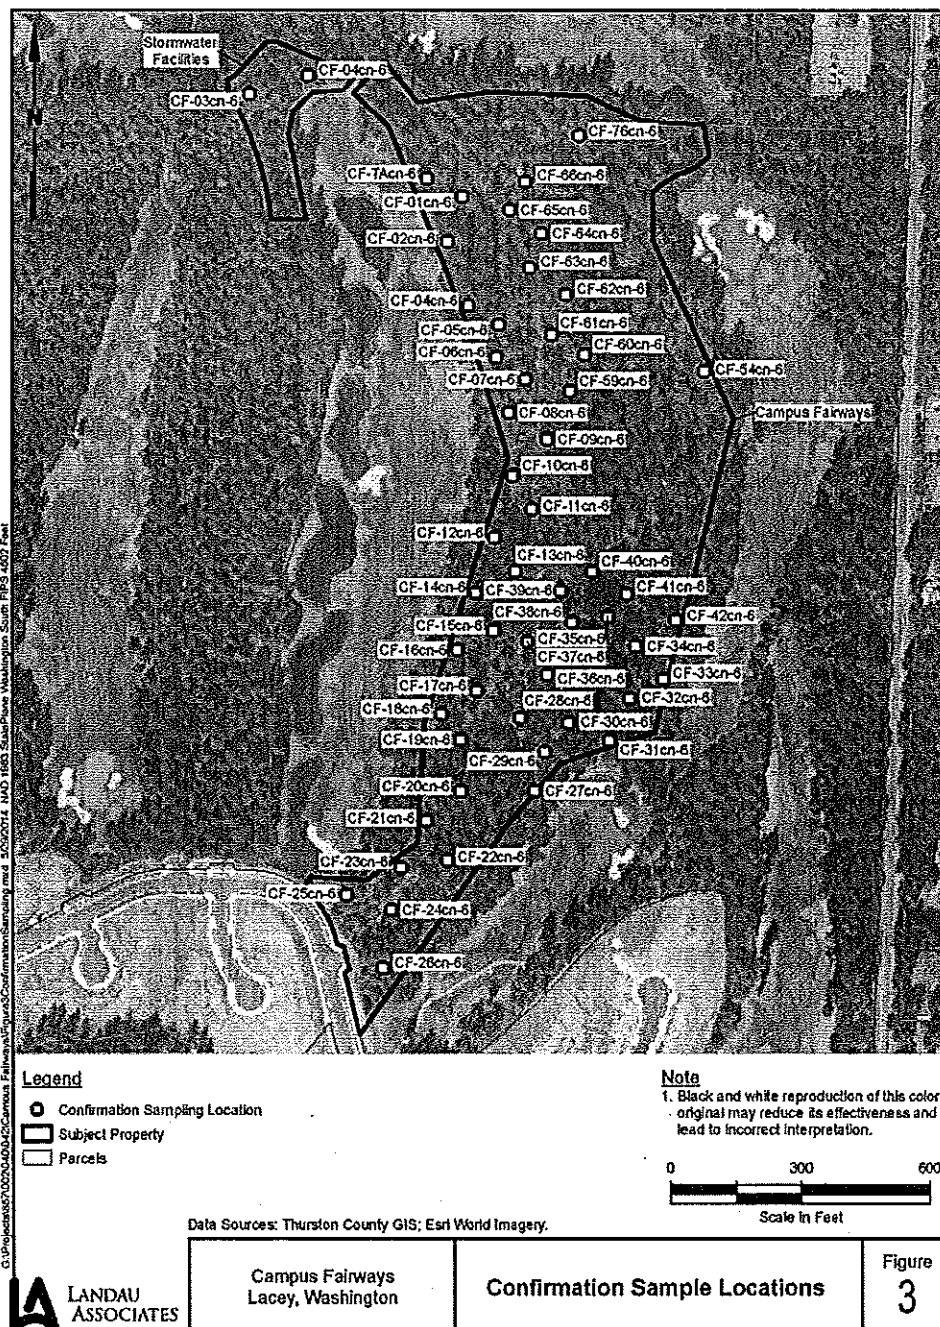 Stormwater
Facilities
CF-04cn-6
CF-03cn-6
N
CF-76cn-6
CF-TAcn-6
CF-66cn-6
CF-01cn-6
CF-65cn-6
CF-02cn-6
CF-64cn-6
CF-63cn-6
CF-62cn-6
CF-04cn-6
CF-05cn-6
CF-61cn-6
CF-06cn-6
CF-60cn-6
CF-54cn-6
CF-07cn-6
CF-59cn-6
CF-08cn-6
Campus Fairways
CF-09cn-6
CF-10cn-6
CF-11cn-6
CF-12cn-6
CF-13cn-6
CF-40cn-6
CF-14cn-6
CF-39cn-6
CF-41cn-6
CF-38cn-6
CF-42cn-6
CF-15cn-6
CF-35cn-6
CF-16cn-6
CF-37cn-6
CF-34cn-6
CF-36cn-6
CF-33cn-6
CF-17cn-6
CF-28cn-6
CF-32cn-6
CF-18cn-6
CF-30cn-6
CF-19cn-6
CF-29cn-6
CF-31cn-6
CF-20cn-6
CF-27cn-6
CF-21cn-6
CF-23cn-6
CF-22cn-6
CF-25cn-6
CF-24cn-6
CF-26cn-6
Legend
Confirmation Sampling Location
Subject Property
Parcels
Note
1. Black and white reproduction of this color
original may reduce its effectiveness and
lead to incorrect interpretation.
0 300 600
Scale in Feet
Data Sources: Thurston County GIS; Esri World Imagery.
LANDAU
ASSOCIATES
Campus Fairways
Lacey, Washington
Confirmation Sample Locations
Figure
3